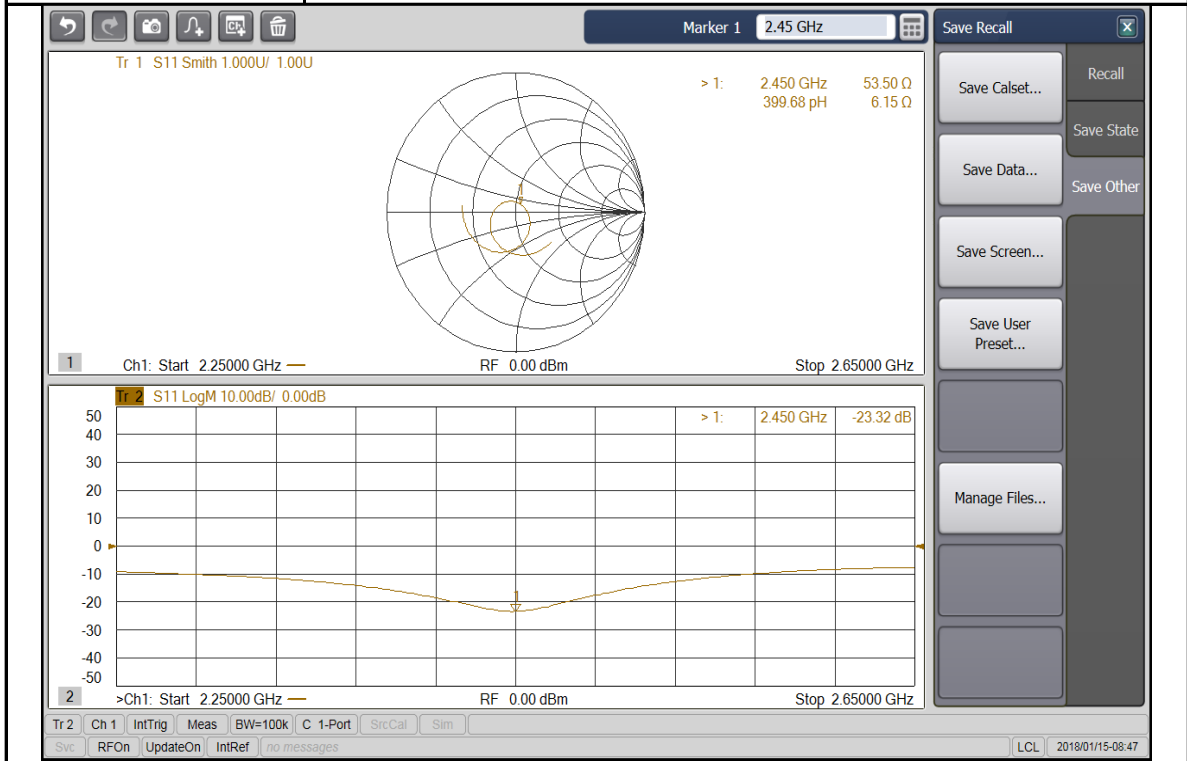 Marker 1 2.45 GHz
Save Recall
Tr 1 S11 Smith 1.000U/ 1.00U
> 1: 2.450 GHz 53.50 Ω
399.68 pH 6.15 Ω
1
1 Ch1: Start 2.25000 GHz — RF 0.00 dBm Stop 2.65000 GHz
Tr 2 S11 LogM 10.00dB/ 0.00dB
> 1: 2.450 GHz -23.32 dB
50
40
30
20
10
0
-10
-20
-30
-40
-50
1
2 >Ch1: Start 2.25000 GHz — RF 0.00 dBm Stop 2.65000 GHz
Save Calset...
Save Data...
Save Screen...
Save User
Preset...
Manage Files...
Recall
Save State
Save Other
Tr 2 Ch 1 IntTrig Meas BW=100k C 1-Port SrcCal Sim
Svc RFOn UpdateOn IntRef no messages LCL 2018/01/15-08:47